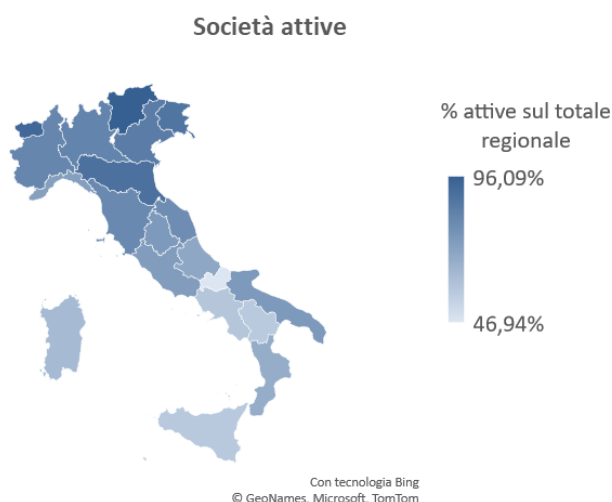 Società attive
% attive sul totale
regionale
96,09%
46,94%
Con tecnologia Bing
© GeoNames, Microsoft, TomTom